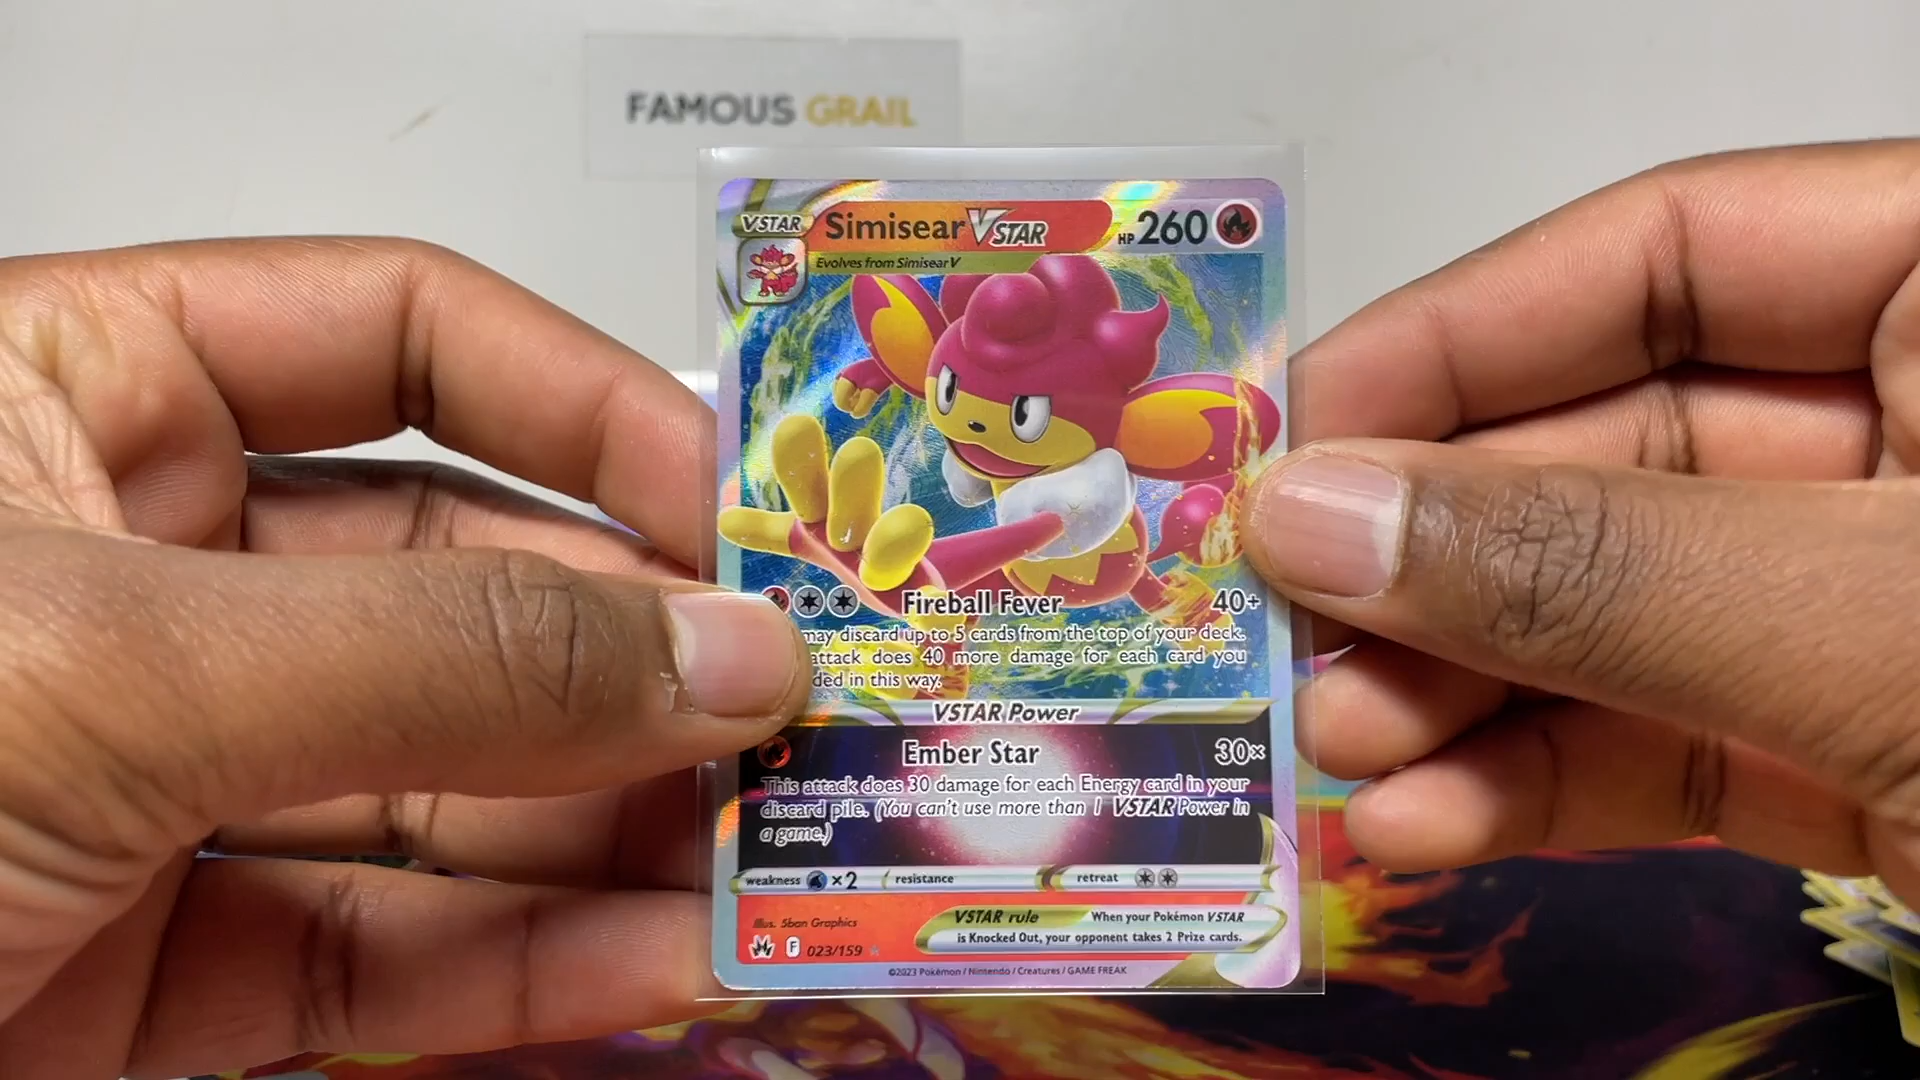 FAMOUS GRAIL
VSTAR
Simisear VSTAR
HP 260
Evolves from Simisear V
Fireball Fever 40+
may discard up to 5 cards from the top of your deck.
attack does 40 more damage for each card you
ded in this way.
VSTAR Power
Ember Star 30×
This attack does 30 damage for each Energy card in your
discard pile. (You can't use more than 1 VSTAR Power in
a game.)
weakness ×2 resistance retreat
Illus. 5ban Graphics
VSTAR rule When your Pokémon VSTAR
is Knocked Out, your opponent takes 2 Prize cards.
F 023/159
©2023 Pokémon / Nintendo / Creatures / GAME FREAK